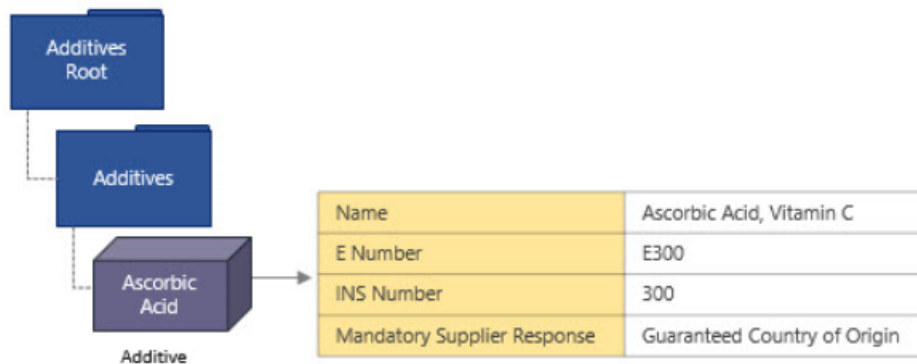 Additives
Root
Additives
Ascorbic
Acid
Additive
Name Ascorbic Acid, Vitamin C
E Number E300
INS Number 300
Mandatory Supplier Response Guaranteed Country of Origin